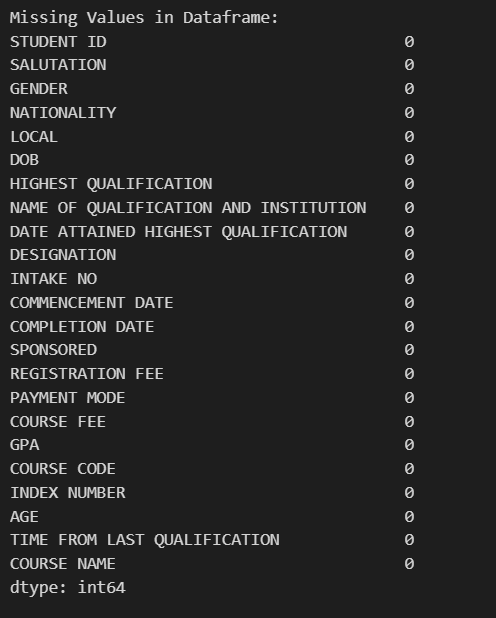 Missing Values in Dataframe:
STUDENT ID 0
SALUTATION 0
GENDER 0
NATIONALITY 0
LOCAL 0
DOB 0
HIGHEST QUALIFICATION 0
NAME OF QUALIFICATION AND INSTITUTION 0
DATE ATTAINED HIGHEST QUALIFICATION 0
DESIGNATION 0
INTAKE NO 0
COMMENCEMENT DATE 0
COMPLETION DATE 0
SPONSORED 0
REGISTRATION FEE 0
PAYMENT MODE 0
COURSE FEE 0
GPA 0
COURSE CODE 0
INDEX NUMBER 0
AGE 0
TIME FROM LAST QUALIFICATION 0
COURSE NAME 0
dtype: int64